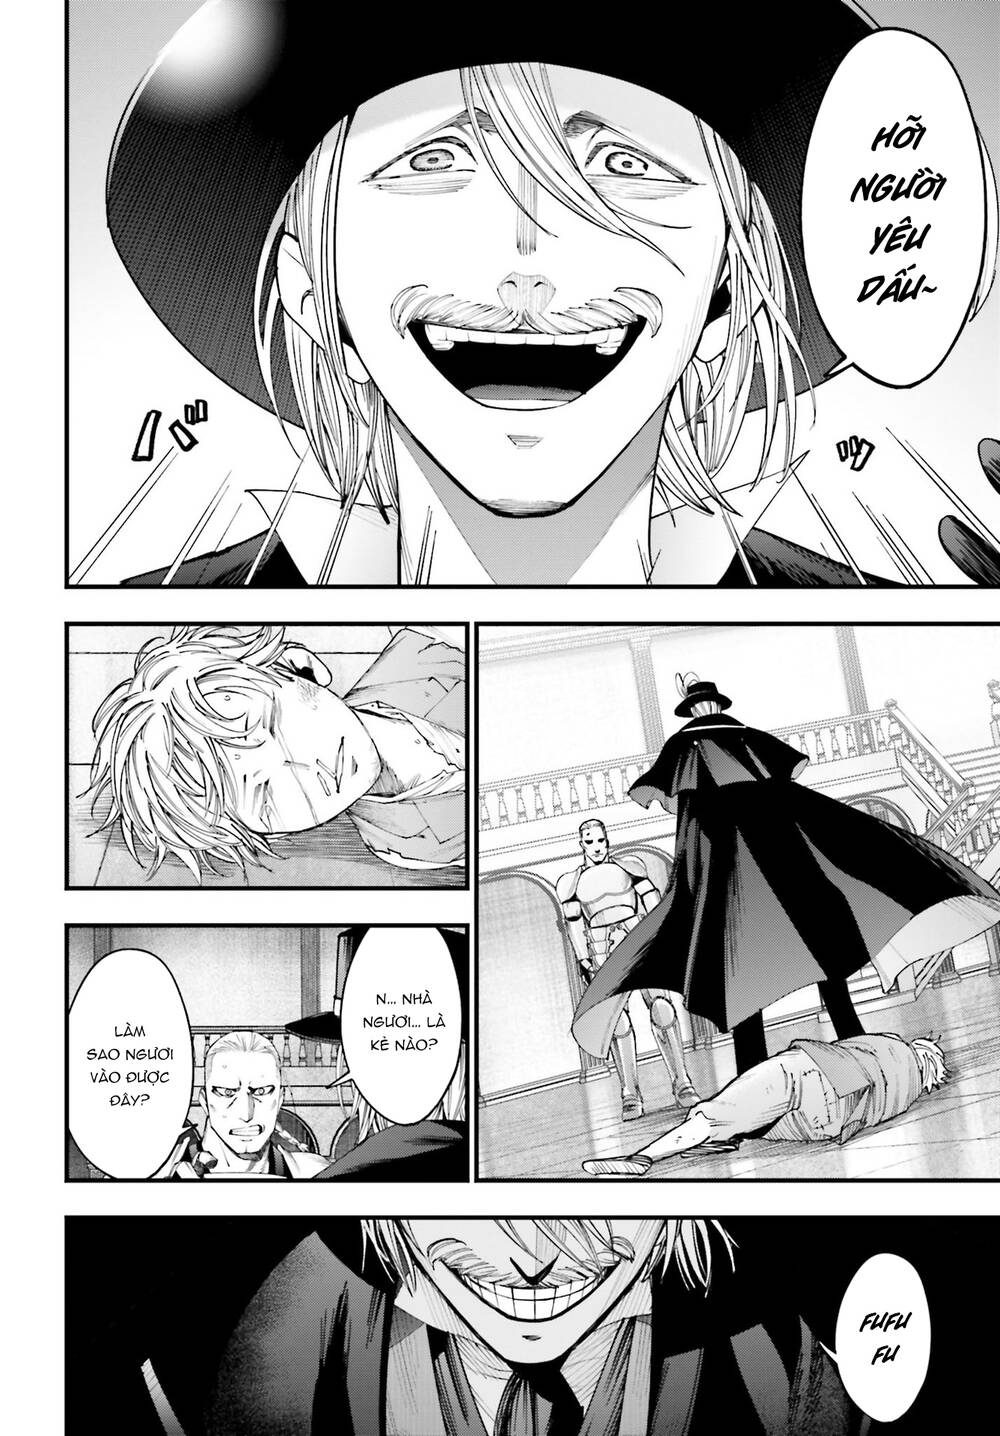 HỠI
NGƯỜI
YÊU
DẤU~
N... NHÀ
NGƯƠI... LÀ
KẺ NÀO?
LÀM
SAO NGƯƠI
VÀO ĐƯỢC
ĐÂY?
FUFU
FU